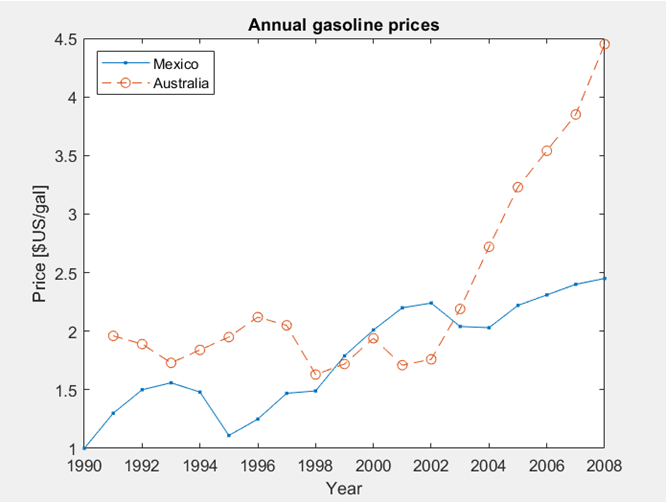 Annual gasoline prices
Mexico
Australia
Price [$US/gal]
4.5
4
3.5
3
2.5
2
1.5
1
1990 1992 1994 1996 1998 2000 2002 2004 2006 2008
Year